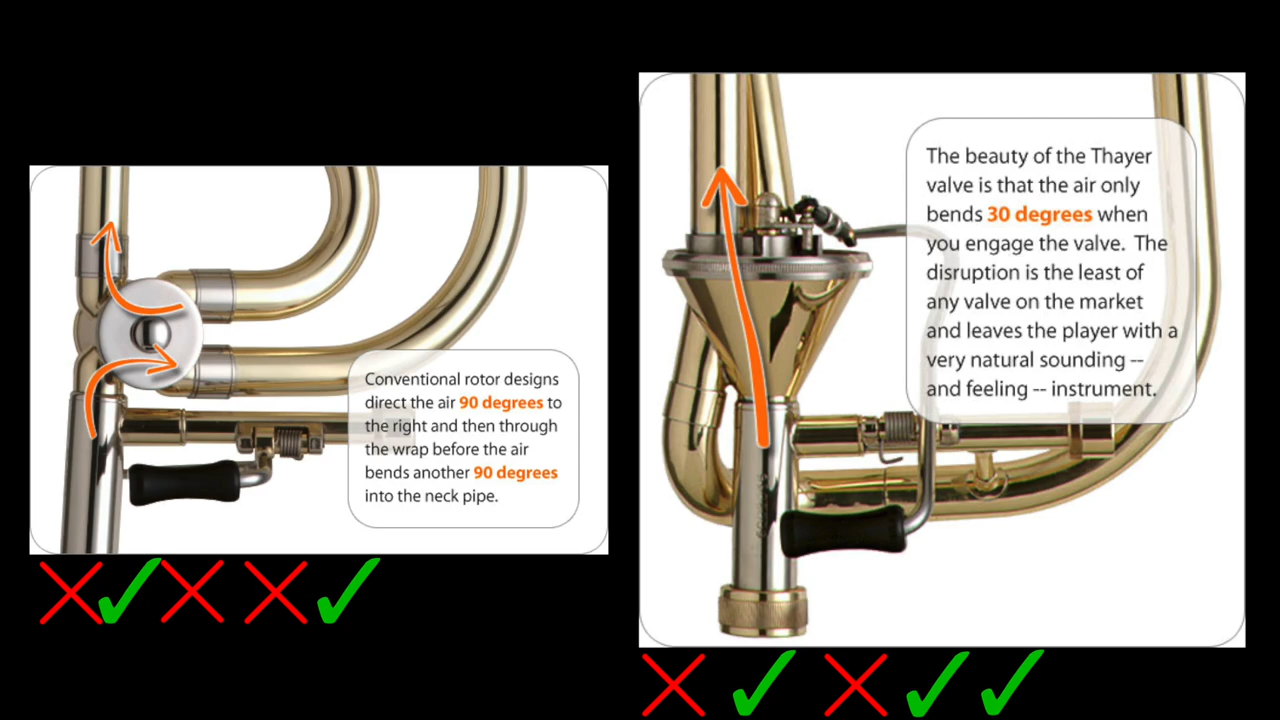 Conventional rotor designs
direct the air 90 degrees to
the right and then through
the wrap before the air
bends another 90 degrees
into the neck pipe.
The beauty of the Thayer
valve is that the air only
bends 30 degrees when
you engage the valve. The
disruption is the least of
any valve on the market
and leaves the player with a
very natural sounding --
and feeling -- instrument.